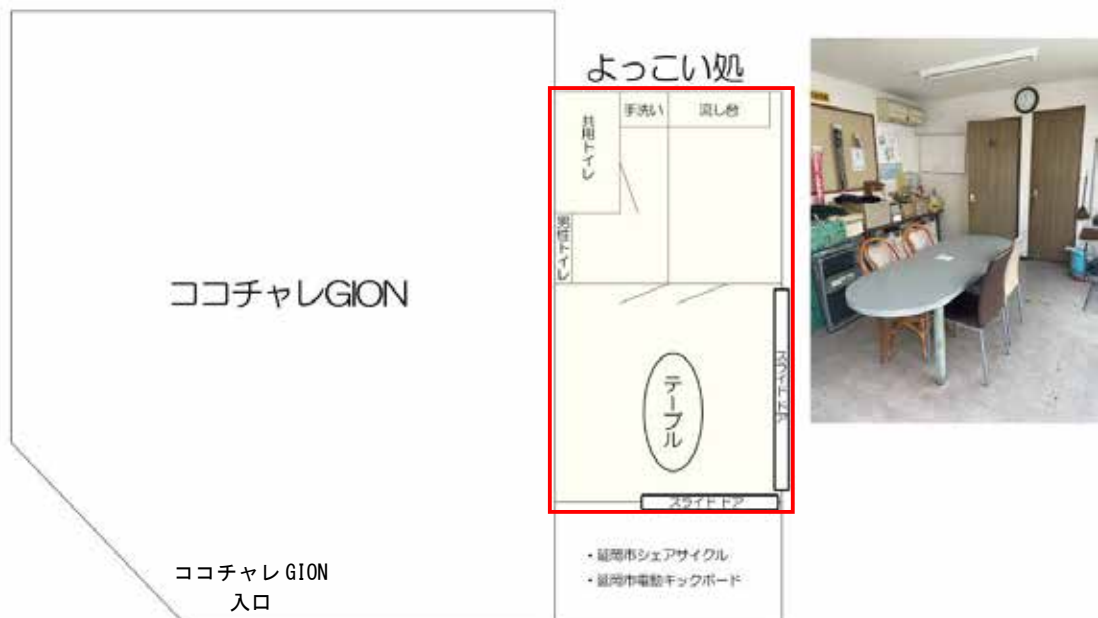 よっこい処
手洗い
流し台
共用トイレ
男性トイレ
ココチャレGION
テーブル
スライドドア
スライドドア
・延岡市シェアサイクル
・延岡市電動キックボード
ココチャレGION
入口